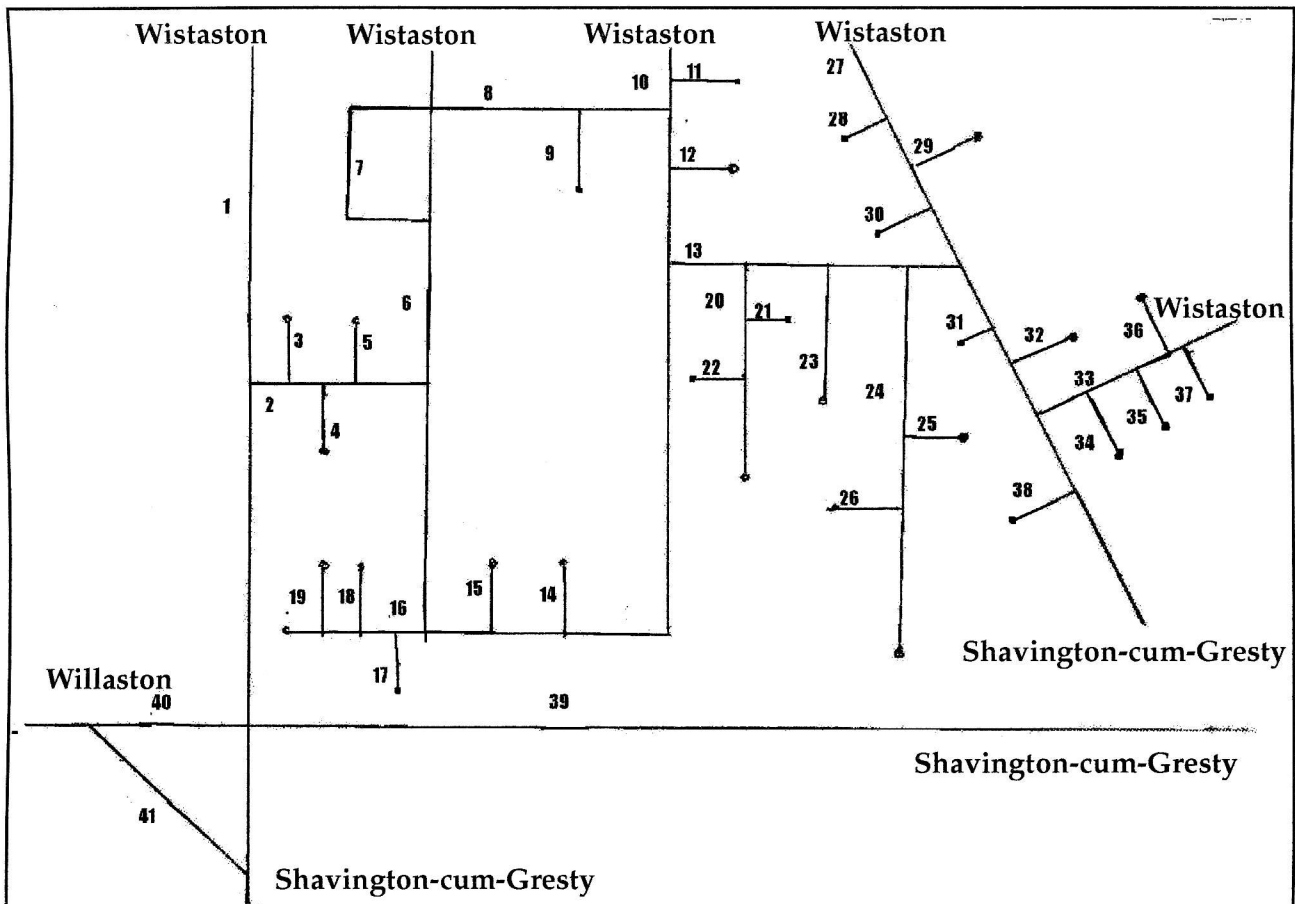 Wistaston Wistaston Wistaston Wistaston
27
10 11
8
28
9 12 29
7
1 30
13
6 20 21 31 36 Wistaston
3 5 32
22 23 33 37
2 24
4 25 34 35
26 38
19 18 16 15 14
17
Shavington-cum-Gresty
Willaston
40 39
Shavington-cum-Gresty
41
Shavington-cum-Gresty